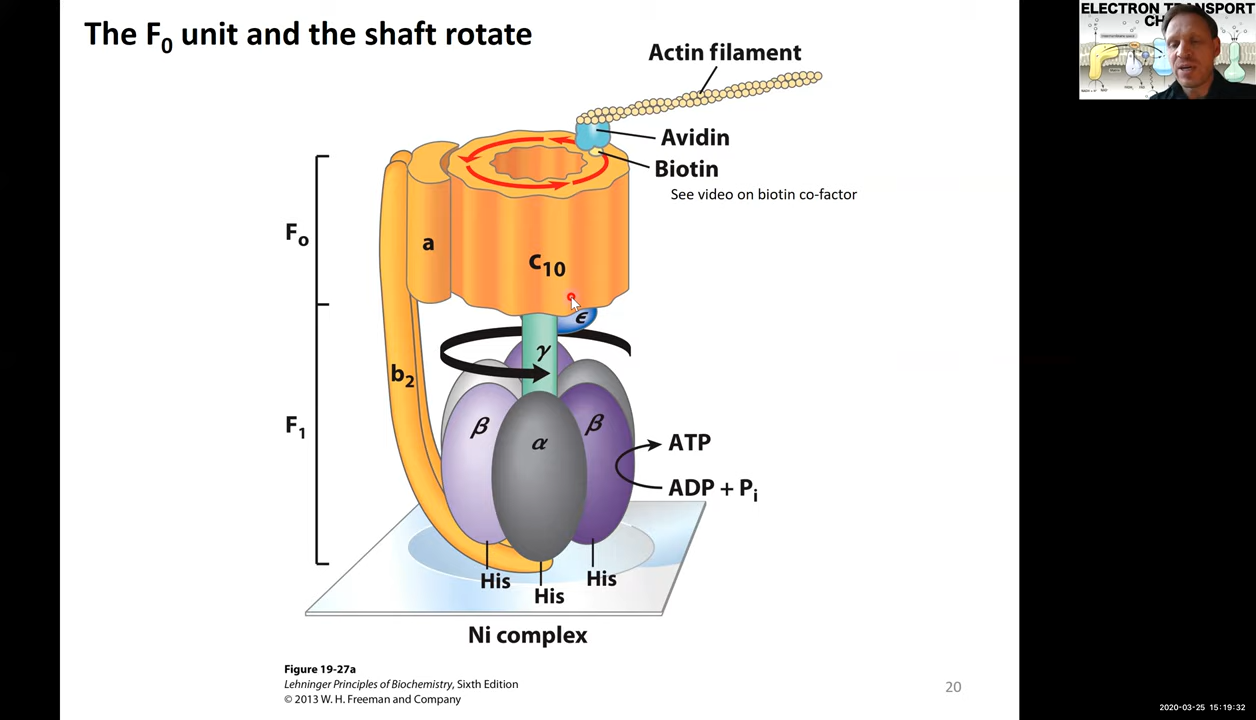 The F0 unit and the shaft rotate
ELECTRON TRANSPORT
CH
Actin filament
Avidin
Biotin
See video on biotin co-factor
Fo
a
c10
ϵ
γ
b2
F1
β
α
β
ATP
ADP + Pi
His
His
His
Ni complex
Figure 19-27a
Lehninger Principles of Biochemistry, Sixth Edition
© 2013 W. H. Freeman and Company
20
2020-03-25 15:19:32